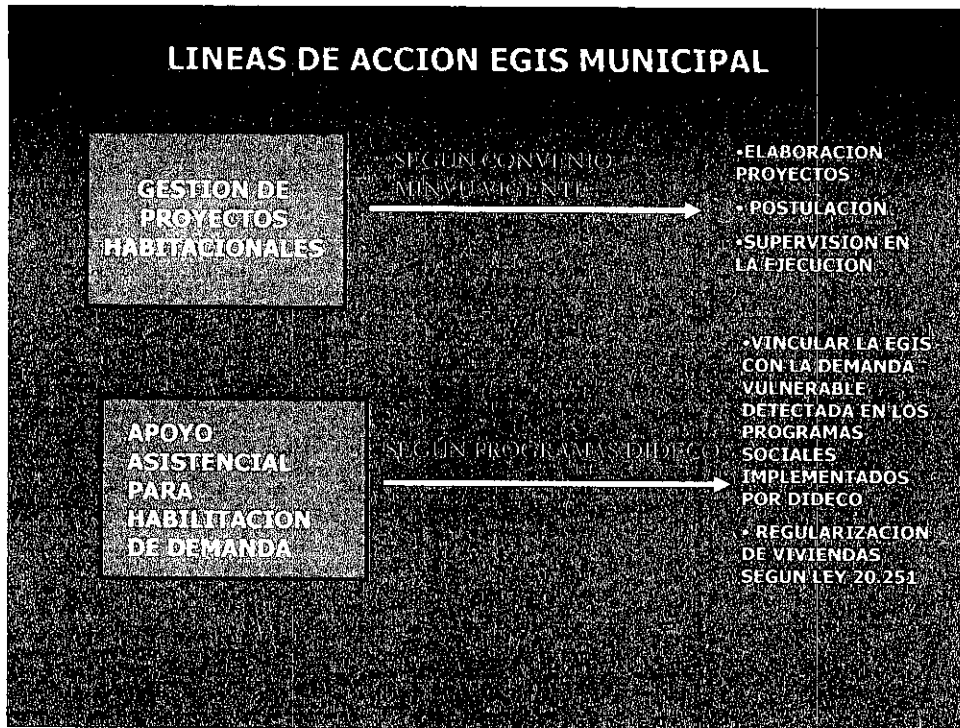 LINEAS DE ACCION EGIS MUNICIPAL
GESTION DE
PROYECTOS
HABITACIONALES
SEGÚN CONVENIO
MINVU VIGENTE
•ELABORACION
PROYECTOS
• POSTULACION
•SUPERVISION EN
LA EJECUCION
APOYO
ASISTENCIAL
PARA
HABILITACION
DE DEMANDA
SEGÚN PROGRAMAS DIDECO
•VINCULAR LA EGIS
CON LA DEMANDA
VULNERABLE
DETECTADA EN LOS
PROGRAMAS
SOCIALES
IMPLEMENTADOS
POR DIDECO
• REGULARIZACION
DE VIVIENDAS
SEGUN LEY 20.251